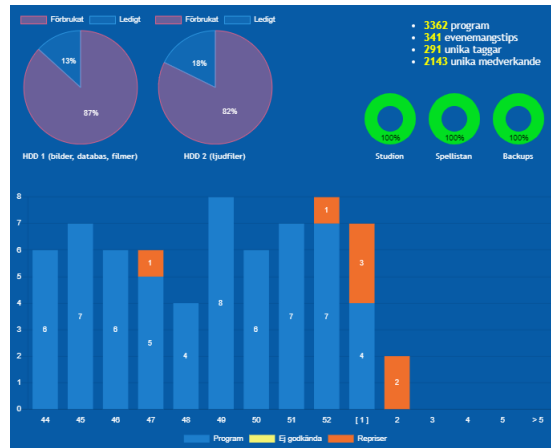 Förbrukat Ledigt
13%
87%
HDD 1 (bilder, databas, filmer)
Förbrukat Ledigt
18%
82%
HDD 2 (ljudfiler)
3362 program
341 evenemangstips
291 unika taggar
2143 unika medverkande
100% 100% 100%
Studion Spellistan Backups
8
7
6
5
4
3
2
1
0
6 7 6 5 1 4 8 6 7 7 1 4 3 2
44 45 46 47 48 49 50 51 52 [ 1 ] 2 3 4 5 > 5
Program Ej godkända Repriser